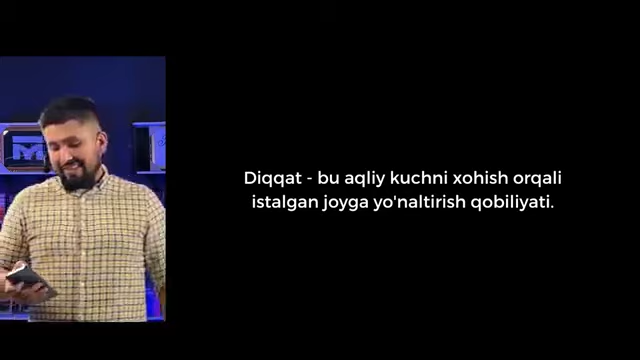 M
Diqqat - bu aqliy kuchni xohish orqali
istalgan joyga yo'naltirish qobiliyati.